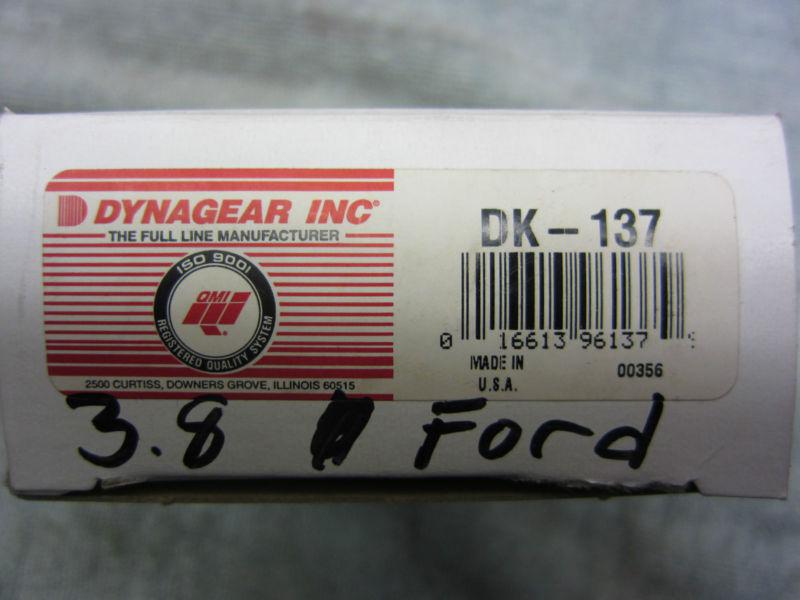 DYNAGEAR INC®
THE FULL LINE MANUFACTURER
ISO 9001
QMI®
REGISTERED QUALITY SYSTEM
2500 CURTISS, DOWNERS GROVE, ILLINOIS 60515
DK-137
0 16613 96137
MADE IN
U.S.A.
00356
3.8 Ford